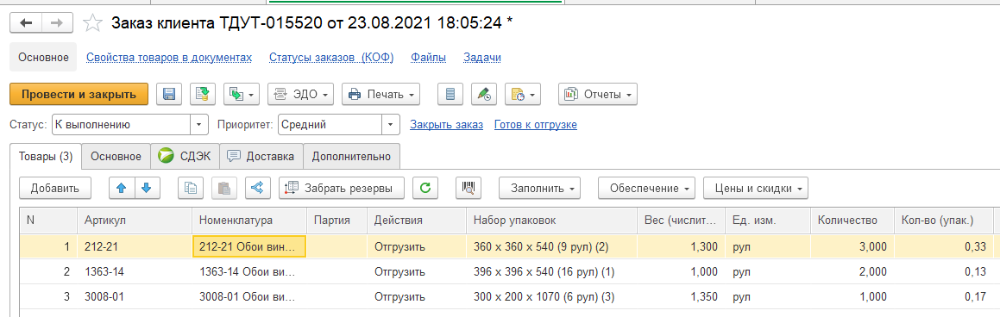 Заказ клиента ТДУТ-015520 от 23.08.2021 18:05:24 *
Основное Свойства товаров в документах Статусы заказов (КОФ) Файлы Задачи
Провести и закрыть ЭДО Печать Отчеты
Статус: К выполнению Приоритет: Средний Закрыть заказ Готов к отгрузке
Товары (3) Основное СДЭК Доставка Дополнительно
Добавить Забрать резервы Заполнить Обеспечение Цены и скидки
N Артикул Номенклатура Партия Действия Набор упаковок Вес (числит... Ед. изм. Количество Кол-во (упак.)
1 212-21 212-21 Обои вин... Отгрузить 360 x 360 x 540 (9 рул) (2) 1,300 рул 3,000 0,33
2 1363-14 1363-14 Обои ви... Отгрузить 396 x 396 x 540 (16 рул) (1) 1,000 рул 2,000 0,13
3 3008-01 3008-01 Обои ви... Отгрузить 300 x 200 x 1070 (6 рул) (3) 1,350 рул 1,000 0,17